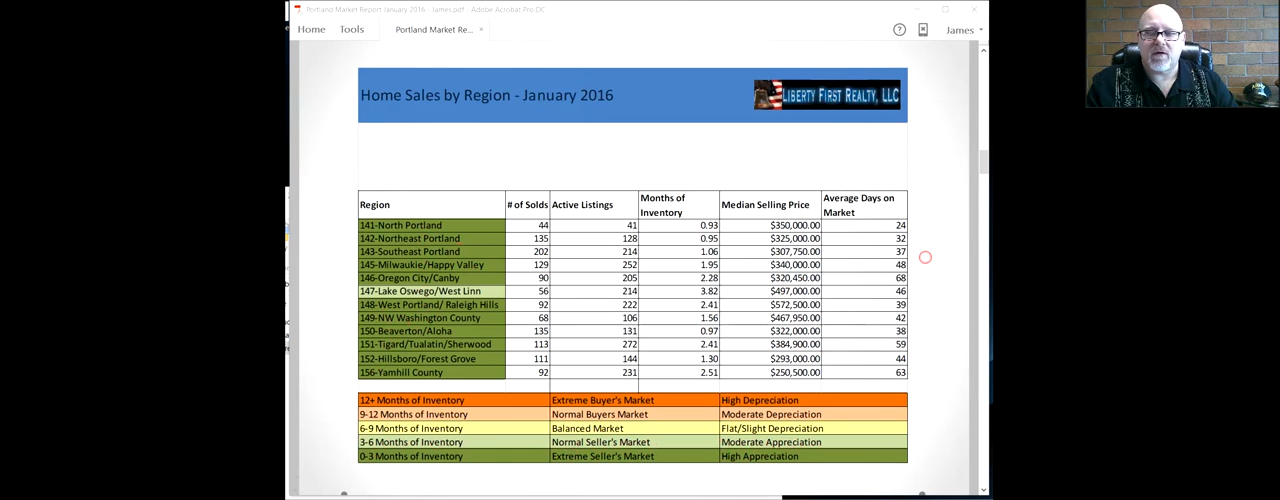 Portland Market Report January 2016 - James.pdf - Adobe Acrobat Pro DC
Home Tools Portland Market Re... × James
Home Sales by Region - January 2016
LIBERTY FIRST REALTY, LLC
Region # of Solds Active Listings Months of Inventory Median Selling Price Average Days on Market
141-North Portland 44 41 0.93 $350,000.00 24
142-Northeast Portland 135 128 0.95 $325,000.00 32
143-Southeast Portland 202 214 1.06 $307,750.00 37
145-Milwaukie/Happy Valley 129 252 1.95 $340,000.00 48
146-Oregon City/Canby 90 205 2.28 $320,450.00 68
147-Lake Oswego/West Linn 56 214 3.82 $497,000.00 46
148-West Portland/ Raleigh Hills 92 222 2.41 $572,500.00 39
149-NW Washington County 68 106 1.56 $467,950.00 42
150-Beaverton/Aloha 135 131 0.97 $322,000.00 38
151-Tigard/Tualatin/Sherwood 113 272 2.41 $384,900.00 59
152-Hillsboro/Forest Grove 111 144 1.30 $293,000.00 44
156-Yamhill County 92 231 2.51 $250,500.00 63
12+ Months of Inventory Extreme Buyer's Market High Depreciation
9-12 Months of Inventory Normal Buyers Market Moderate Depreciation
6-9 Months of Inventory Balanced Market Flat/Slight Depreciation
3-6 Months of Inventory Normal Seller's Market Moderate Appreciation
0-3 Months of Inventory Extreme Seller's Market High Appreciation